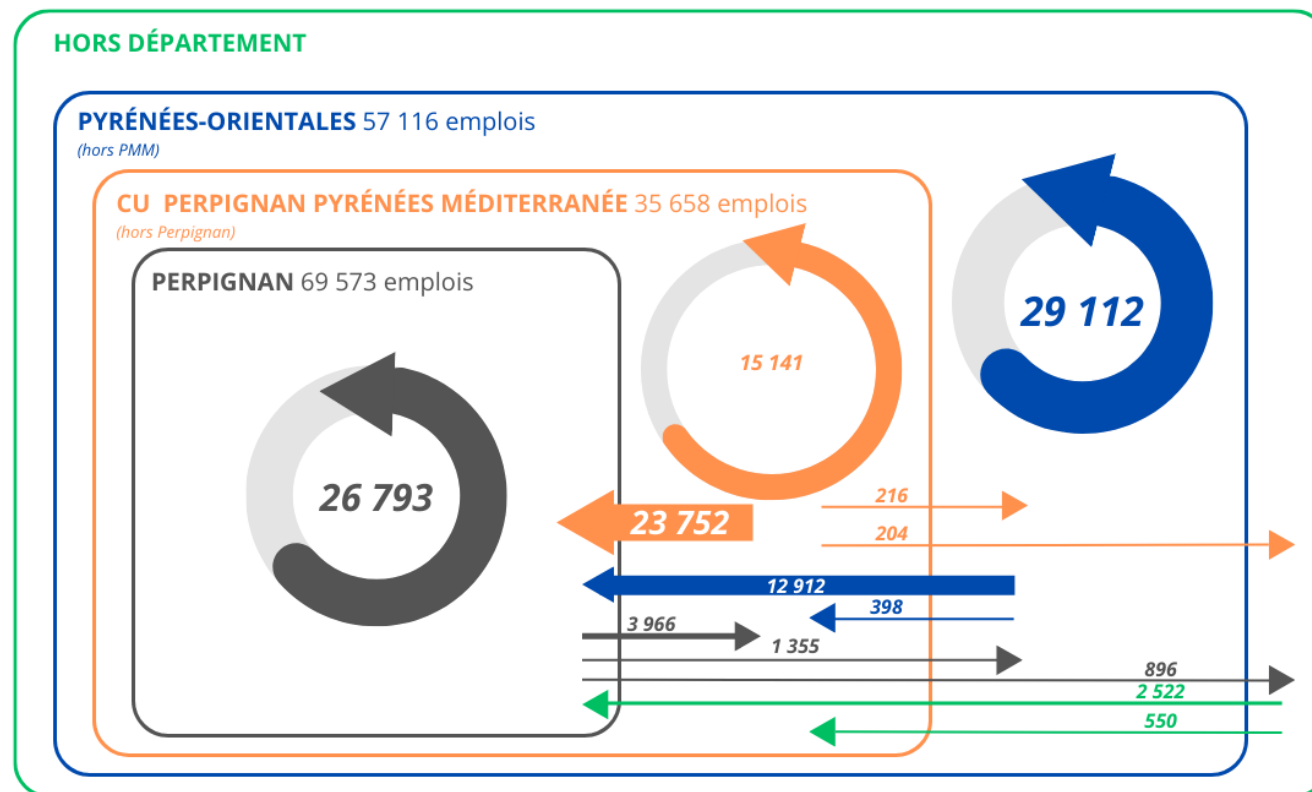 HORS DÉPARTEMENT
PYRÉNÉES-ORIENTALES 57 116 emplois
(hors PMM)
CU  PERPIGNAN PYRÉNÉES MÉDITERRANÉE 35 658 emplois
(hors Perpignan)
PERPIGNAN 69 573 emplois
29 112
15 141
26 793
216
23 752
204
12 912
398
3 966
1 355
896
2 522
550